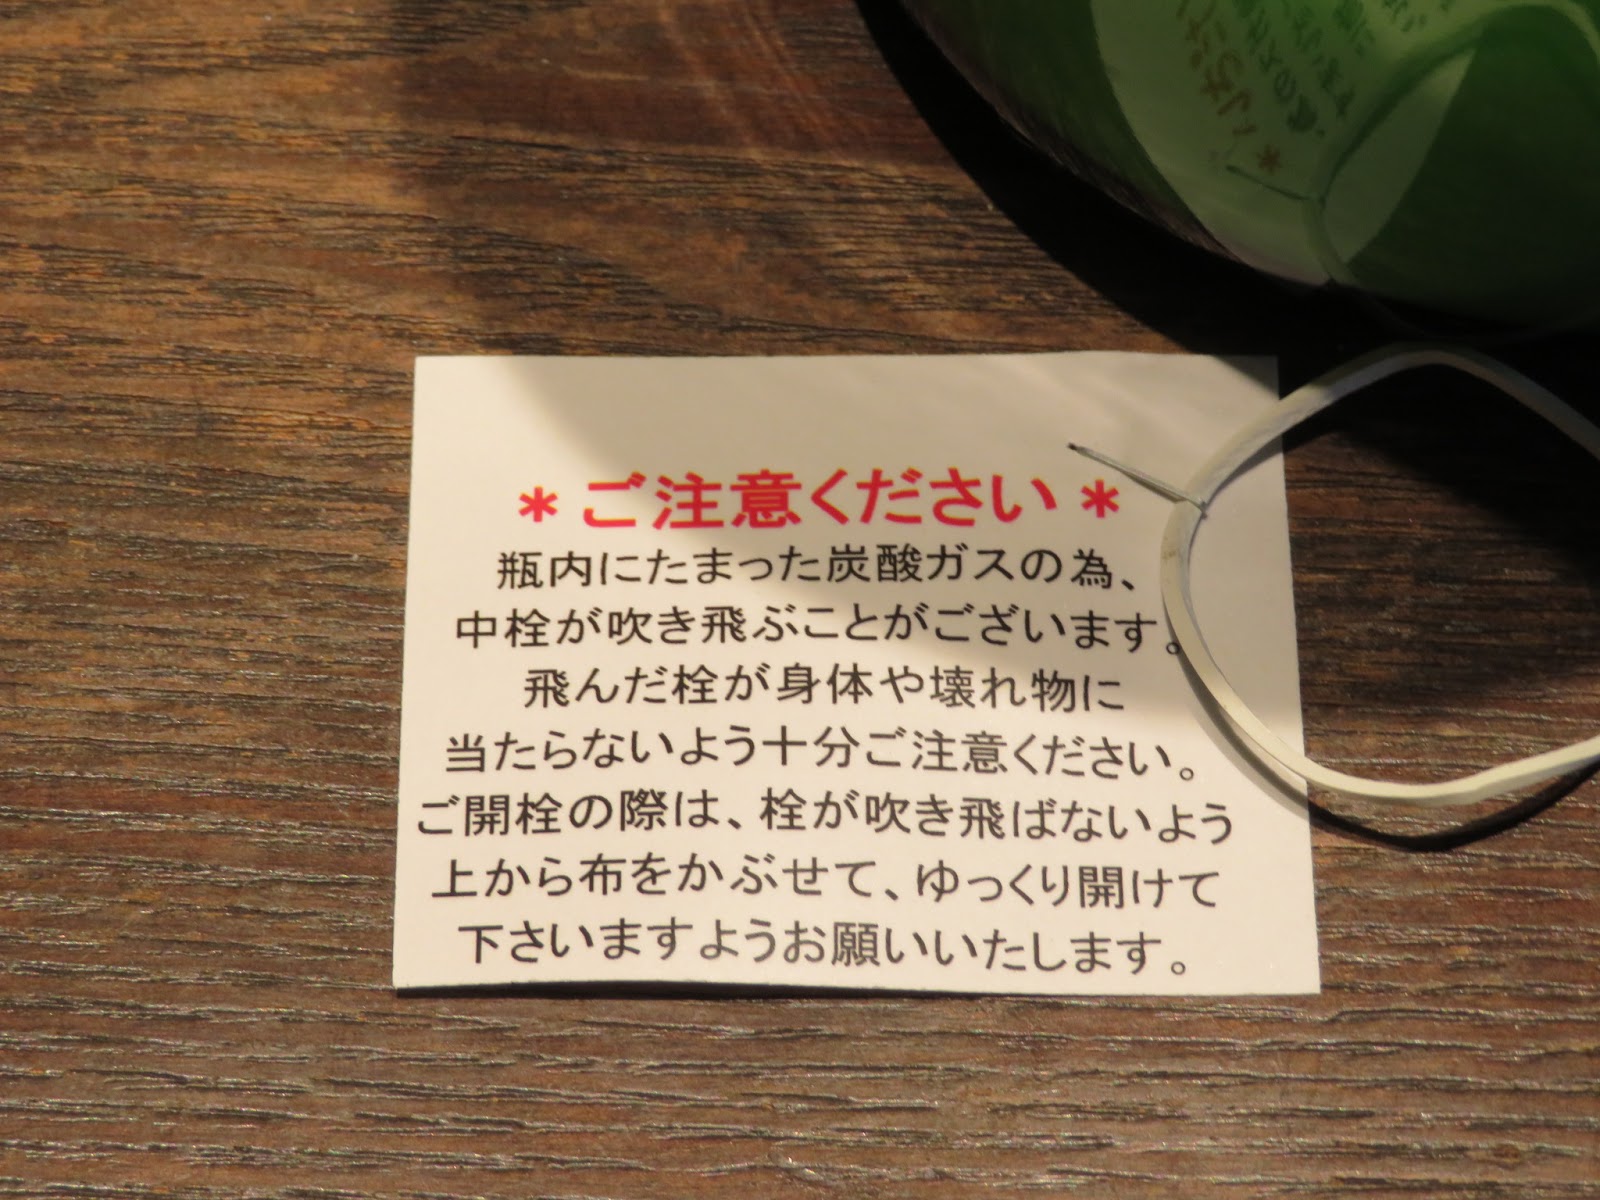 ＊ご注意ください＊
瓶内にたまった炭酸ガスの為、
中栓が吹き飛ぶことがございます。
飛んだ栓が身体や壊れ物に
当たらないよう十分ご注意ください。
ご開栓の際は、栓が吹き飛ばないよう
上から布をかぶせて、ゆっくり開けて
下さいますようお願いいたします。